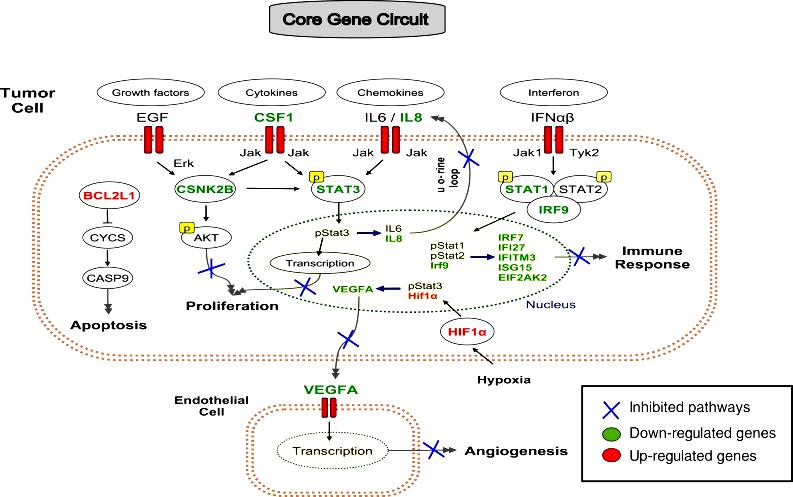 Core Gene Circuit
Tumor
Cell
Growth factors
Cytokines
Chemokines
Interferon
EGF
CSF1
IL6 / IL8
IFNαβ
Erk
Jak
Jak
Jak
Jak
Jak1
Tyk2
BCL2L1
CSNK2B
P
STAT3
P
STAT1
STAT2
P
IRF9
loop
CYCS
P
AKT
pStat3
IL6
IL8
pStat1
pStat2
Irf9
IRF7
IFI27
IFITM3
ISG15
EIF2AK2
Immune
Response
CASP9
Transcription
Proliferation
VEGFA
pStat3
Hif1α
Nucleus
Apoptosis
HIF1α
Hypoxia
Endothelial
Cell
VEGFA
Transcription
Angiogenesis
Inhibited pathways
Down-regulated genes
Up-regulated genes